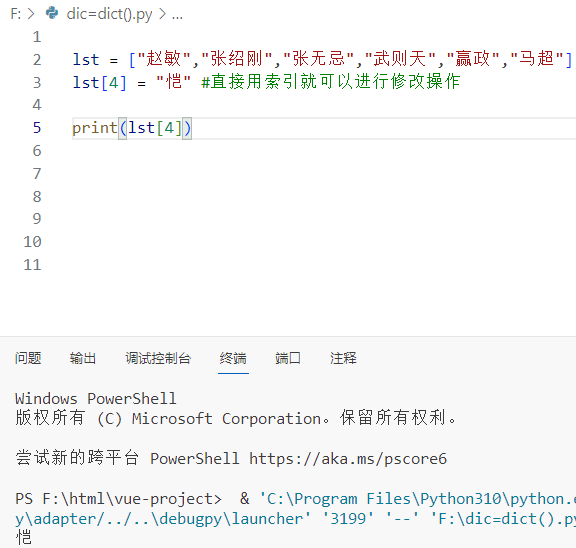 F: > dic=dict().py > ...
1
2 lst = ["赵敏","张绍刚","张无忌","武则天","赢政","马超"]
3 lst[4] = "恺" #直接用索引就可以进行修改操作
4
5 print(lst[4])
6
7
8
9
10
11
问题 输出 调试控制台 终端 端口 注释
Windows PowerShell
版权所有 (C) Microsoft Corporation。保留所有权利。
尝试新的跨平台 PowerShell https://aka.ms/pscore6
PS F:\html\vue-project> & 'C:\Program Files\Python310\python.e
y\adapter/../..\debugpy\launcher' '3199' '--' 'F:\dic=dict().py
恺